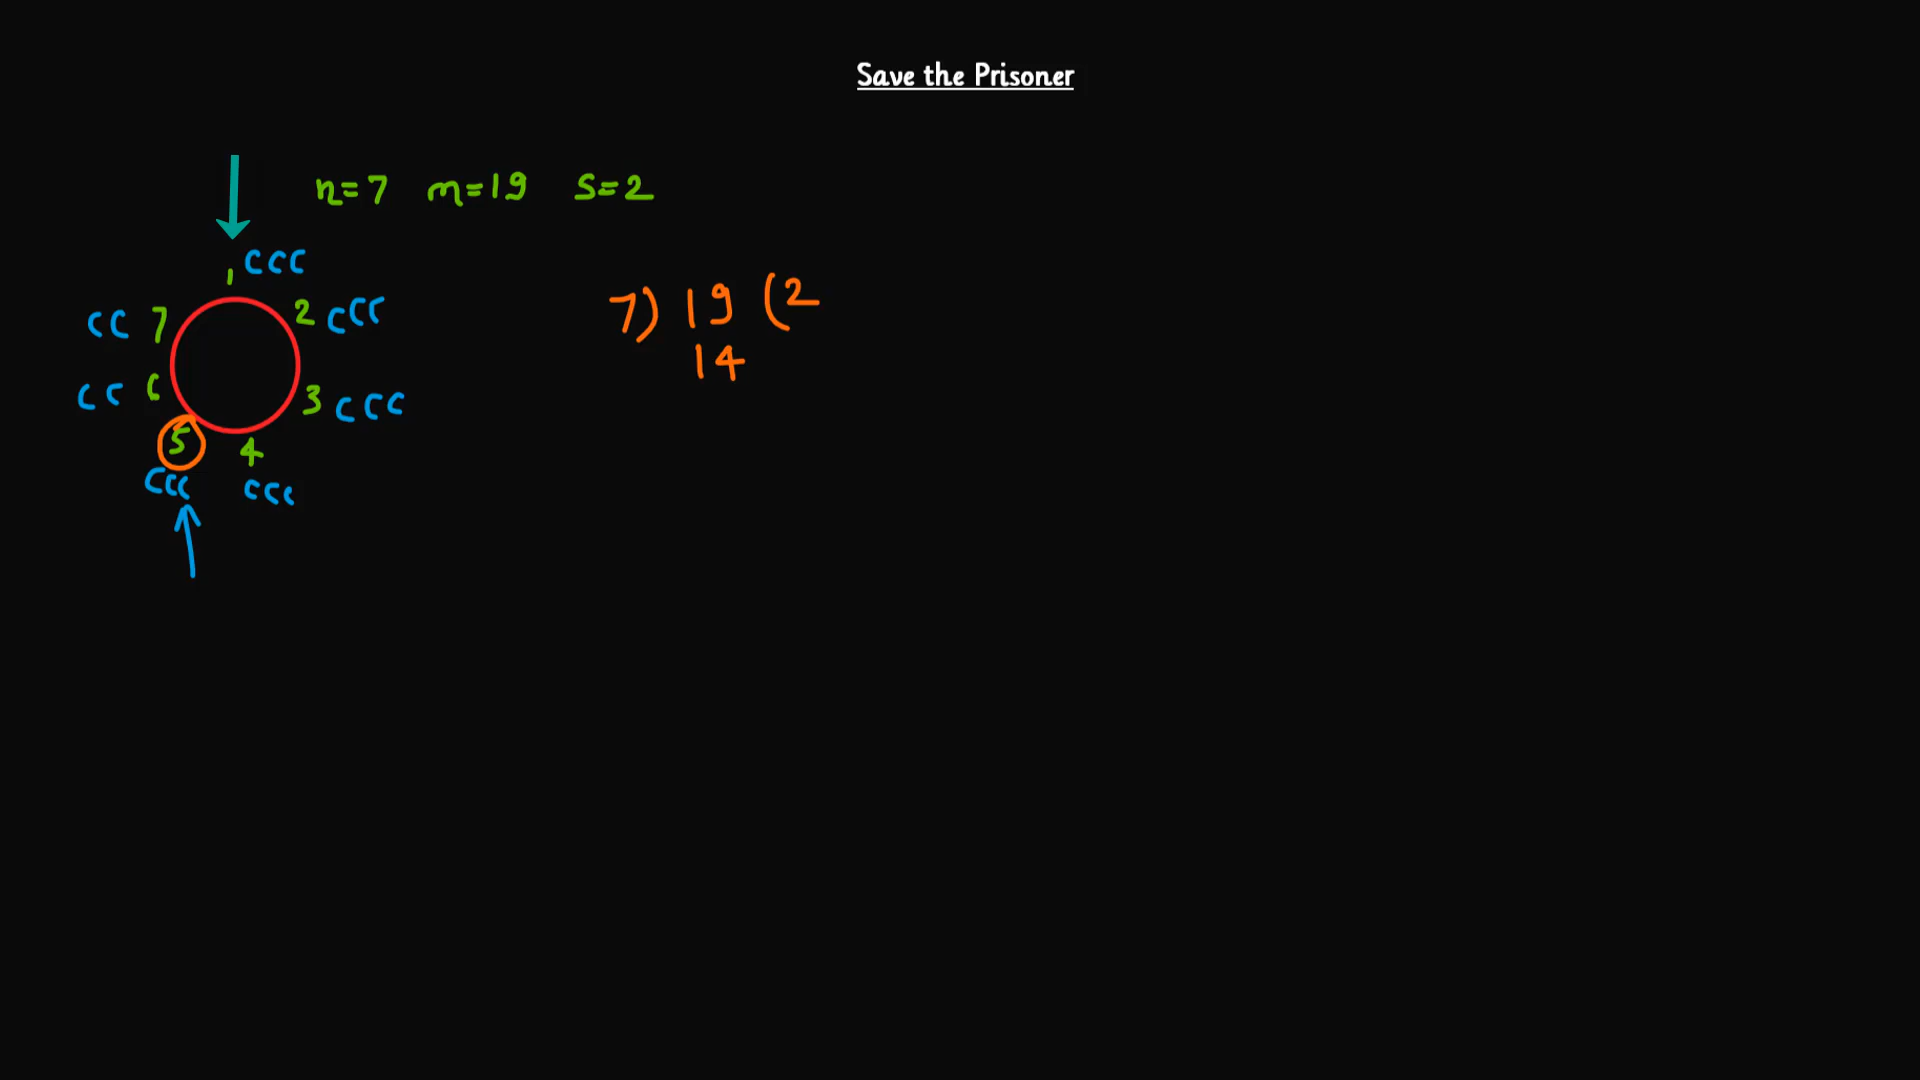 Save the Prisoner
n=7 m=19 S=2
1 ccc
cc 7
2 ccc
7) 19 (2
14
cc 6
3 ccc
5
4
ccc
ccc